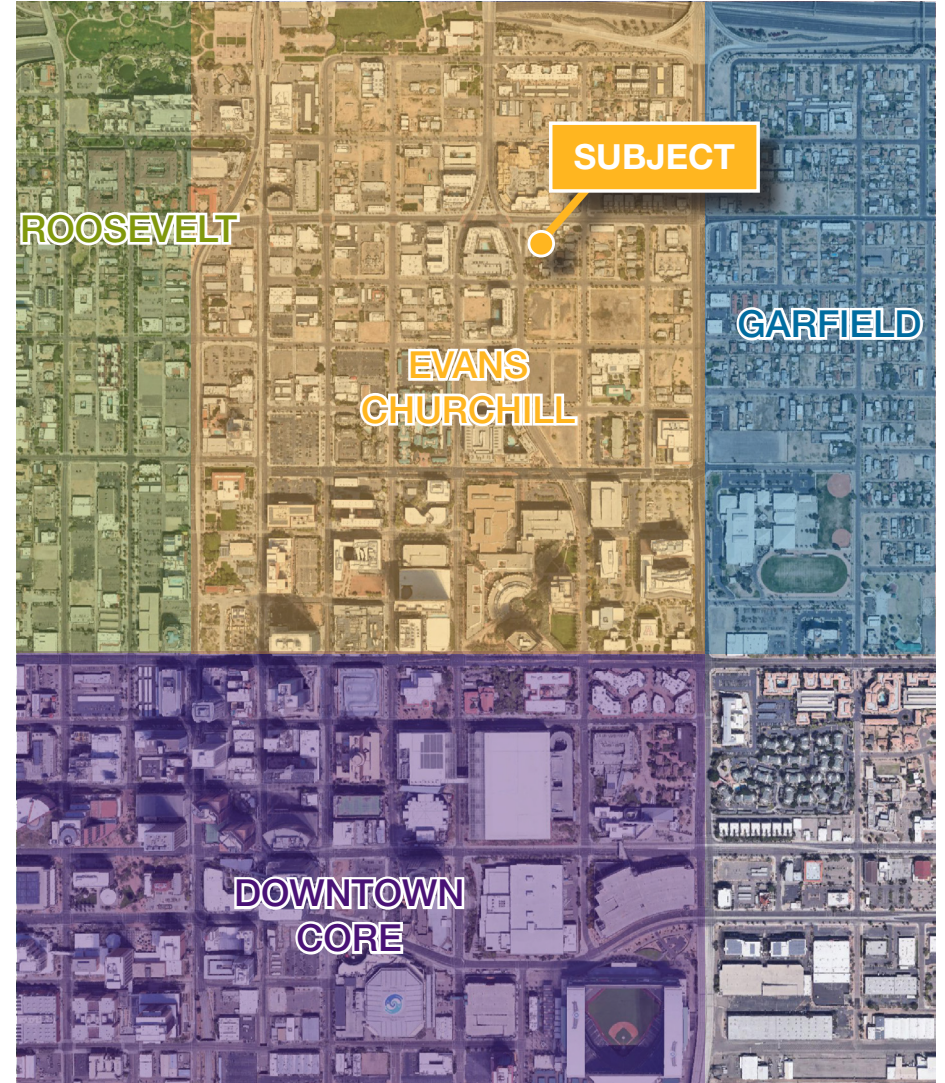 SUBJECT
ROOSEVELT
GARFIELD
EVANS
CHURCHILL
DOWNTOWN
CORE